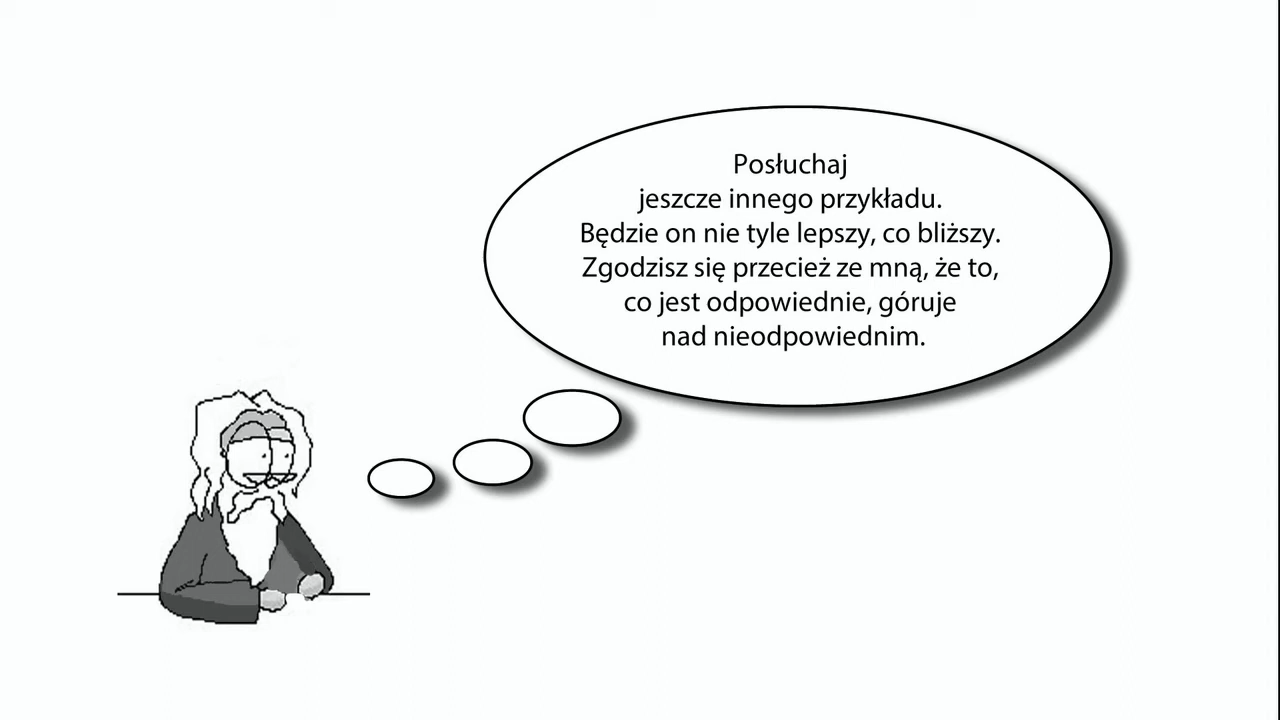 Posłuchaj
jeszcze innego przykładu.
Będzie on nie tyle lepszy, co bliższy.
Zgodzisz się przecież ze mną, że to,
co jest odpowiednie, góruje
nad nieodpowiednim.